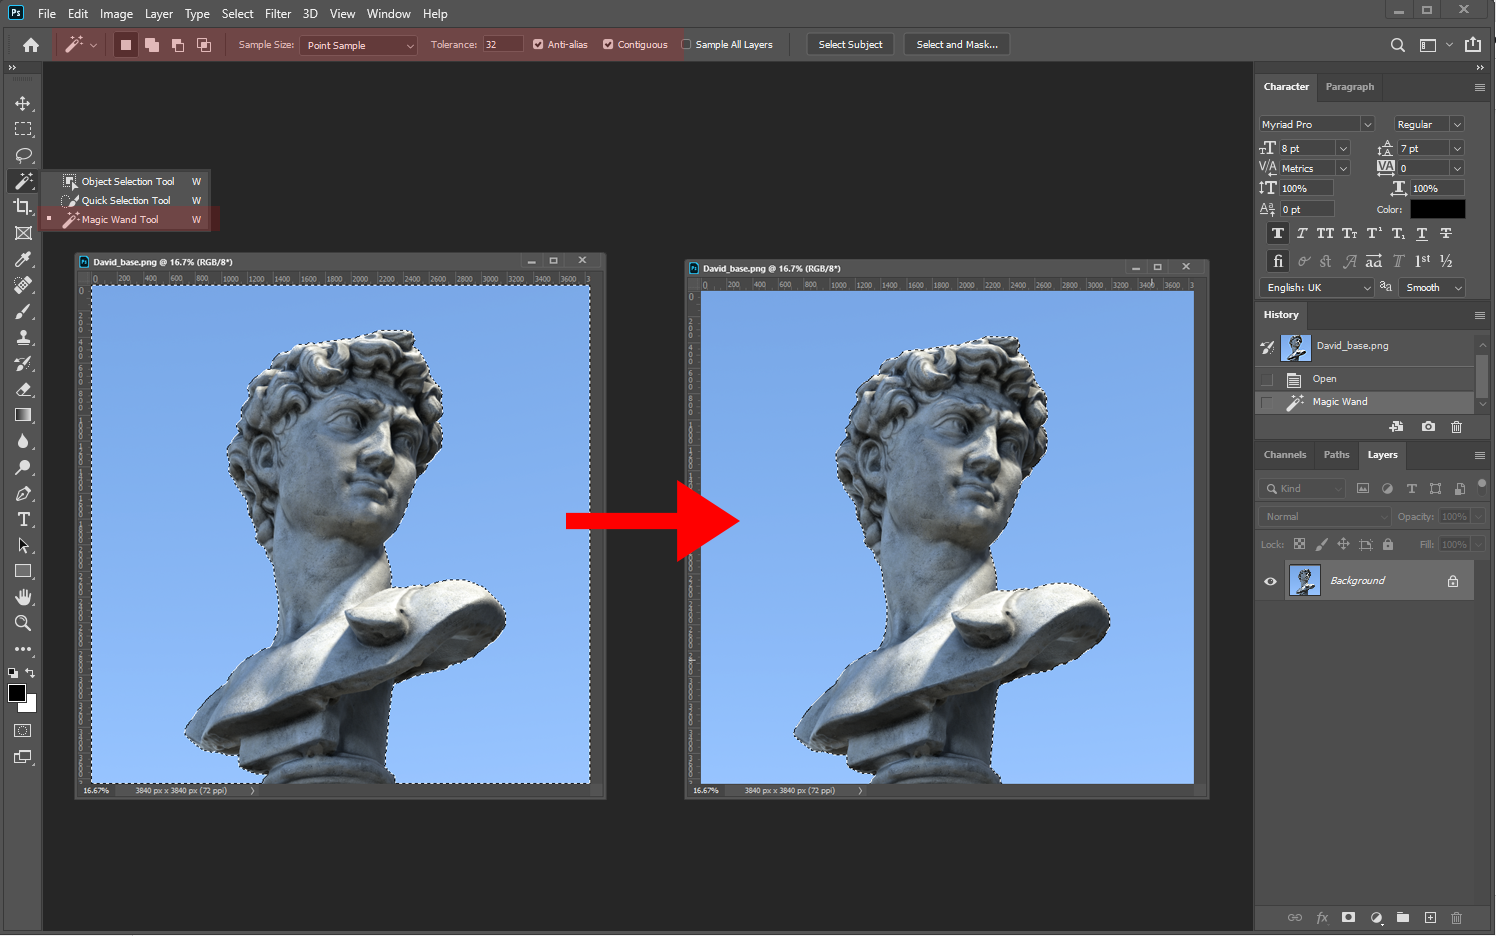 Ps File Edit Image Layer Type Select Filter 3D View Window Help
Sample Size: Point Sample Tolerance: 32 Anti-alias Contiguous Sample All Layers Select Subject Select and Mask...
Object Selection Tool W
Quick Selection Tool W
Magic Wand Tool W
Ps David_base.png @ 16.7% (RGB/8*)
0 200 400 600 800 1000 1200 1400 1600 1800 2000 2200 2400 2600 2800 3000 3200 3400 3600 3
16.67% 3840 px x 3840 px (72 ppi)
Ps David_base.png @ 16.7% (RGB/8*)
0 200 400 600 800 1000 1200 1400 1600 1800 2000 2200 2400 2600 2800 3000 3200 3400 3600 3
16.67% 3840 px x 3840 px (72 ppi)
Character Paragraph
Myriad Pro Regular
8 pt 7 pt
Metrics 0
100% 100%
0 pt Color:
T T TT TT T¹ T₁ T T
fi st A aa T 1st ½
English: UK aa Smooth
History
David_base.png
Open
Magic Wand
Channels Paths Layers
Kind
Normal Opacity: 100%
Lock: Fill: 100%
Background
fx